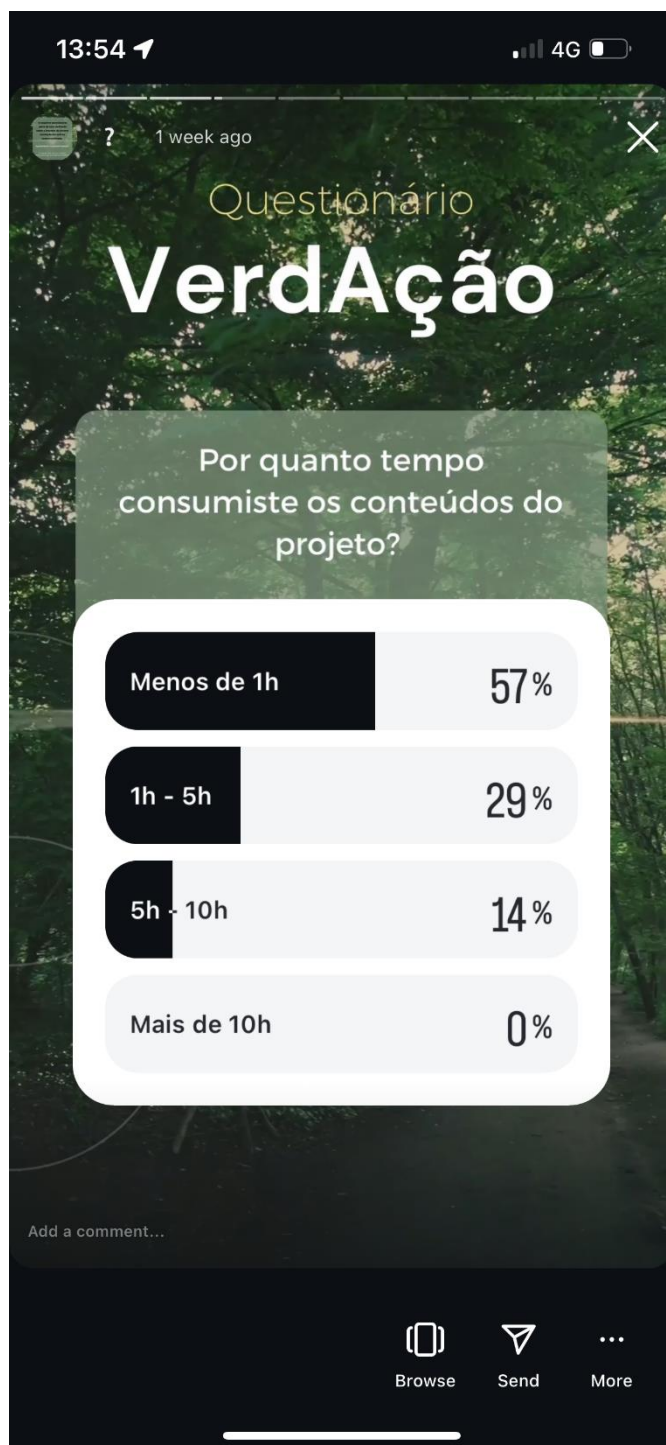 13:54
4G
? 1 week ago
Questionário
VerdAção
Por quanto tempo
consumiste os conteúdos do
projeto?
Menos de 1h 57%
1h - 5h 29%
5h - 10h 14%
Mais de 10h 0%
Add a comment...
Browse Send More